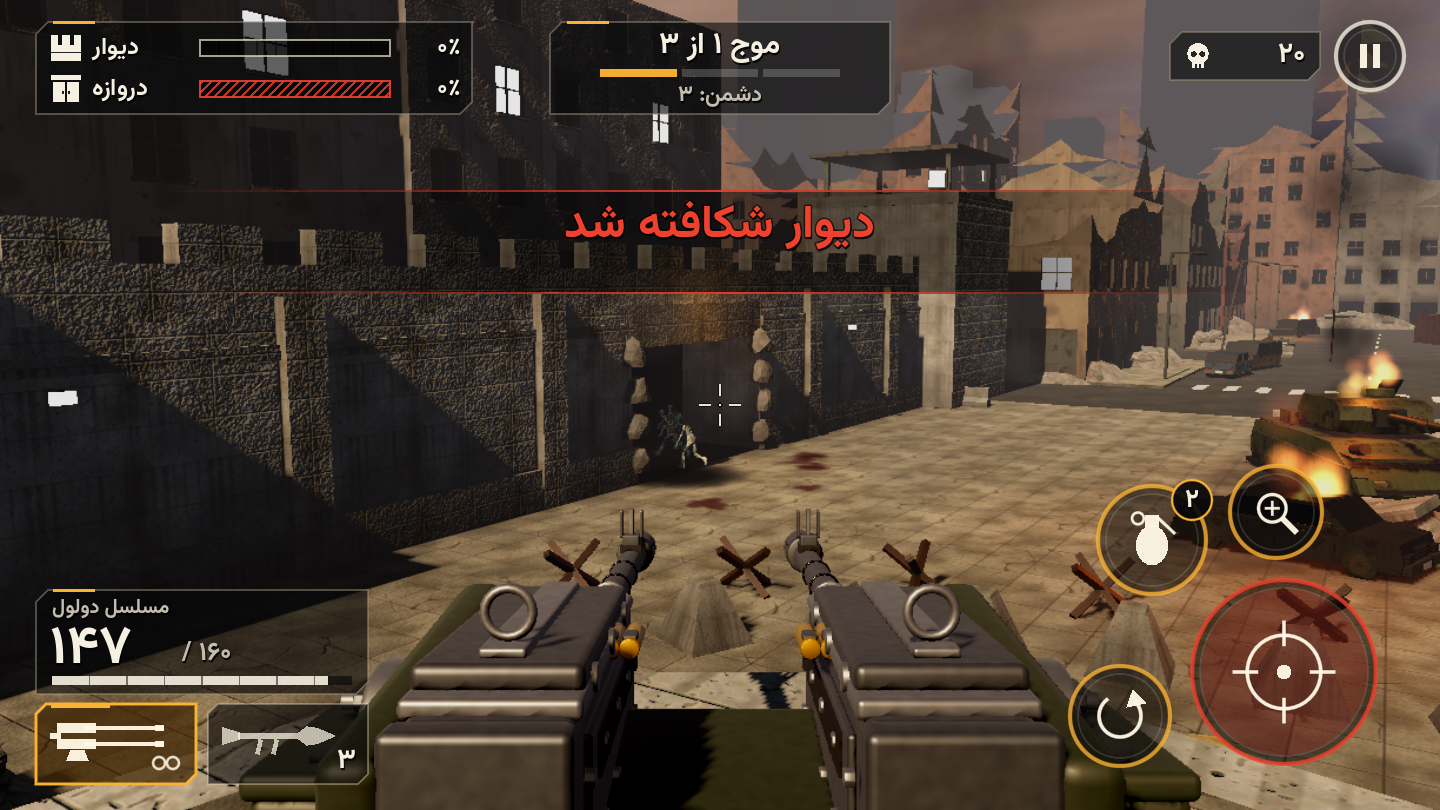 دیوار ۰٪
دروازه ۰٪
موج ۱ از ۳
دشمن: ۳
۲۰
دیوار شکافته شد
۲
مسلسل دولول
۱۴۷ / ۱۶۰
∞
۳